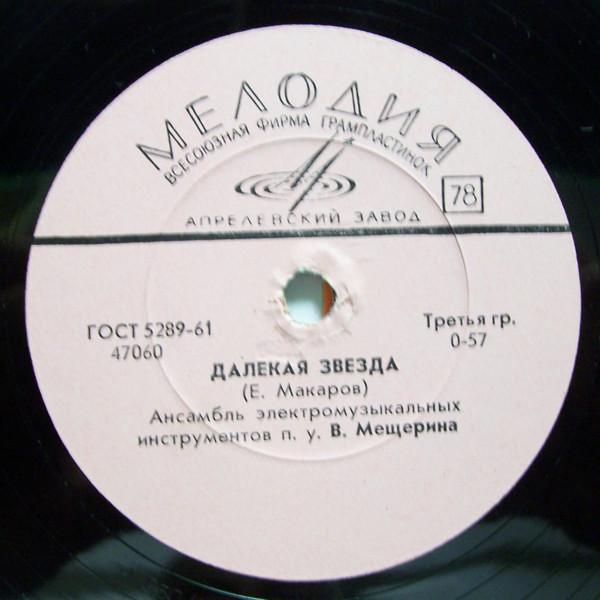 МЕЛОДИЯ
ВСЕСОЮЗНАЯ ФИРМА ГРАМПЛАСТИНОК
78
АПРЕЛЕВСКИЙ ЗАВОД
ГОСТ 5289-61
47060
Третья гр.
0-57
ДАЛЕКАЯ ЗВЕЗДА
(Е. Макаров)
Ансамбль электромузыкальных
инструментов п. у. В. Мещерина